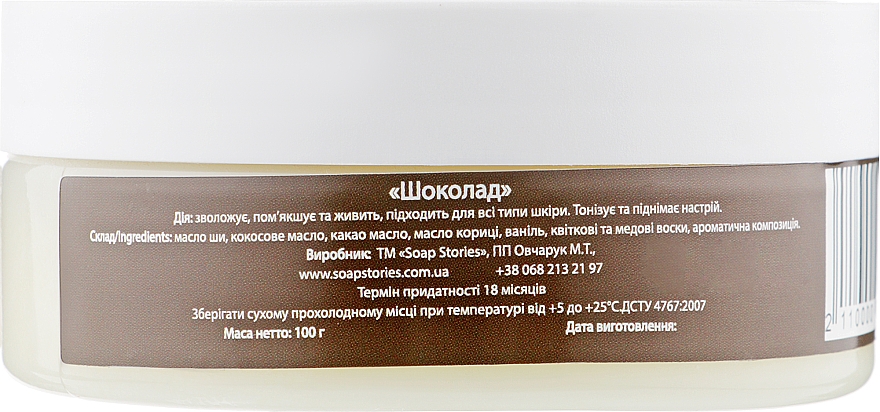 «Шоколад»
Дія: зволожує, пом'якшує та живить, підходить для всі типи шкіри. Тонізує та піднімає настрій.
Склад/Ingredients: масло ши, кокосове масло, какао масло, масло кориці, ваніль, квіткові та медові воски, ароматична композиція.
Виробник: ТМ «Soap Stories», ПП Овчарук М.Т.,
www.soapstories.com.ua +38 068 213 21 97
Термін придатності 18 місяців
Зберігати сухому прохолодному місці при температурі від +5 до +25°С.ДСТУ 4767:2007
Маса нетто: 100 г Дата виготовлення: